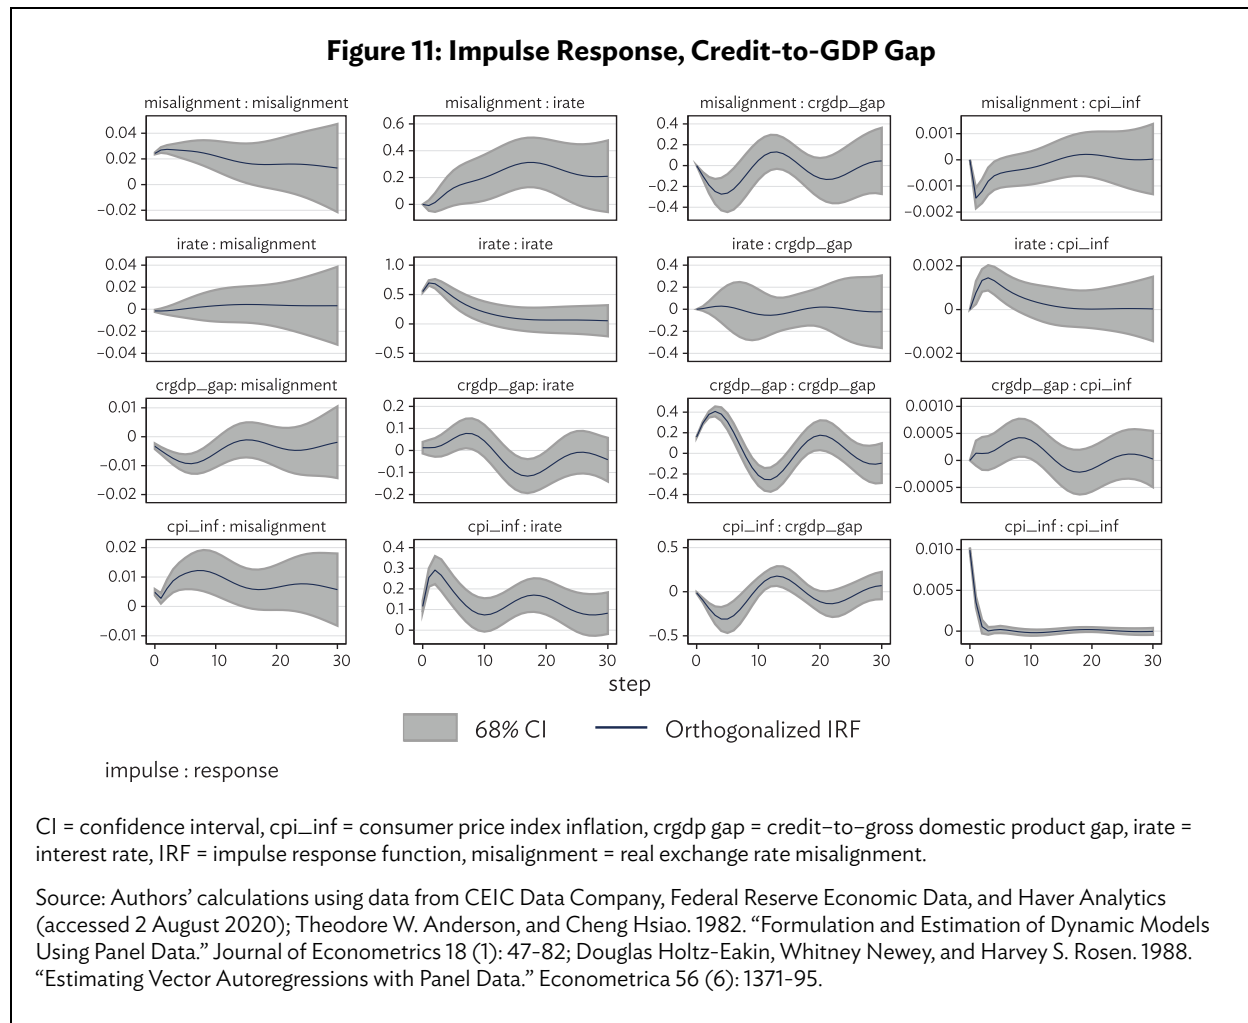 Figure 11: Impulse Response, Credit-to-GDP Gap
misalignment : misalignment
misalignment : irate
misalignment : crgdp_gap
misalignment : cpi_inf
0.04
0.02
0
−0.02
0.6
0.4
0.2
0
0.4
0.2
0
−0.2
−0.4
0.001
0
−0.001
−0.002
irate : misalignment
irate : irate
irate : crgdp_gap
irate : cpi_inf
0.04
0.02
0
−0.02
−0.04
1.0
0.5
0
−0.5
0.4
0.2
0
−0.2
−0.4
0.002
0
−0.002
crgdp_gap: misalignment
crgdp_gap: irate
crgdp_gap : crgdp_gap
crgdp_gap : cpi_inf
0.01
0
−0.01
−0.02
0.2
0.1
0
−0.1
−0.2
0.4
0.2
0
−0.2
−0.4
0.0010
0.0005
0
−0.0005
cpi_inf : misalignment
cpi_inf : irate
cpi_inf : crgdp_gap
cpi_inf : cpi_inf
0.02
0.01
0
−0.01
0.4
0.3
0.2
0.1
0
0.5
0
−0.5
0.010
0.005
0
0 10 20 30
0 10 20 30
0 10 20 30
0 10 20 30
step
68% CI
Orthogonalized IRF
impulse : response
CI = confidence interval, cpi_inf = consumer price index inflation, crgdp gap = credit–to–gross domestic product gap, irate =
interest rate, IRF = impulse response function, misalignment = real exchange rate misalignment.
Source: Authors’ calculations using data from CEIC Data Company, Federal Reserve Economic Data, and Haver Analytics
(accessed 2 August 2020); Theodore W. Anderson, and Cheng Hsiao. 1982. “Formulation and Estimation of Dynamic Models
Using Panel Data.” Journal of Econometrics 18 (1): 47–82; Douglas Holtz-Eakin, Whitney Newey, and Harvey S. Rosen. 1988.
“Estimating Vector Autoregressions with Panel Data.” Econometrica 56 (6): 1371–95.